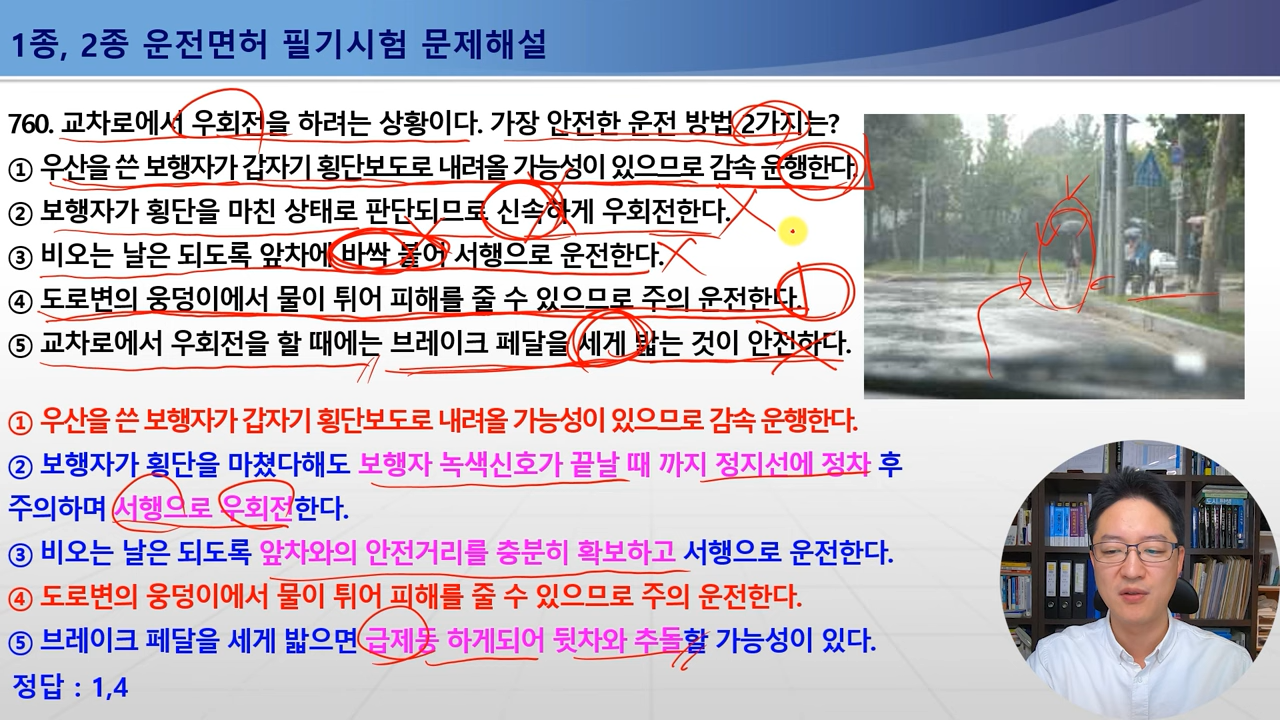 1종, 2종 운전면허 필기시험 문제해설
760. 교차로에서 우회전을 하려는 상황이다. 가장 안전한 운전 방법 2가지는?
① 우산을 쓴 보행자가 갑자기 횡단보도로 내려올 가능성이 있으므로 감속 운행한다.
② 보행자가 횡단을 마친 상태로 판단되므로 신속하게 우회전한다.
③ 비오는 날은 되도록 앞차에 바싹 붙어 서행으로 운전한다.
④ 도로변의 웅덩이에서 물이 튀어 피해를 줄 수 있으므로 주의 운전한다.
⑤ 교차로에서 우회전을 할 때에는 브레이크 페달을 세게 밟는 것이 안전하다.
① 우산을 쓴 보행자가 갑자기 횡단보도로 내려올 가능성이 있으므로 감속 운행한다.
② 보행자가 횡단을 마쳤다해도 보행자 녹색신호가 끝날 때 까지 정지선에 정차 후
주의하며 서행으로 우회전한다.
③ 비오는 날은 되도록 앞차와의 안전거리를 충분히 확보하고 서행으로 운전한다.
④ 도로변의 웅덩이에서 물이 튀어 피해를 줄 수 있으므로 주의 운전한다.
⑤ 브레이크 페달을 세게 밟으면 급제동 하게되어 뒷차와 추돌할 가능성이 있다.
정답 : 1,4